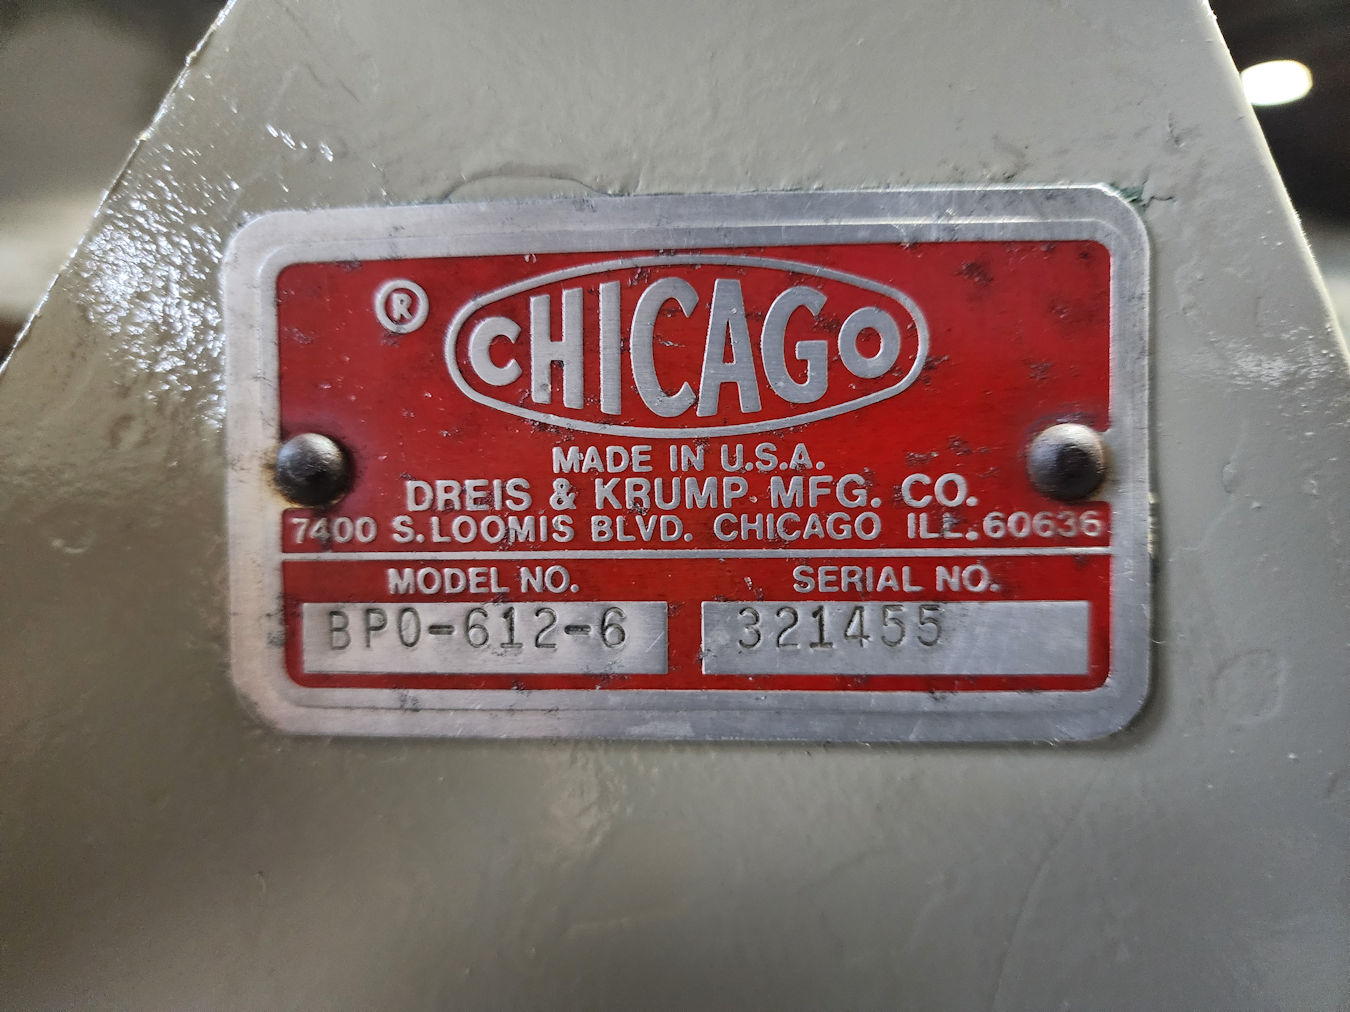 ®
CHICAGO
MADE IN U.S.A.
DREIS & KRUMP MFG. CO.
7400 S. LOOMIS BLVD. CHICAGO ILL. 60636
MODEL NO. SERIAL NO.
BPO-612-6 321455